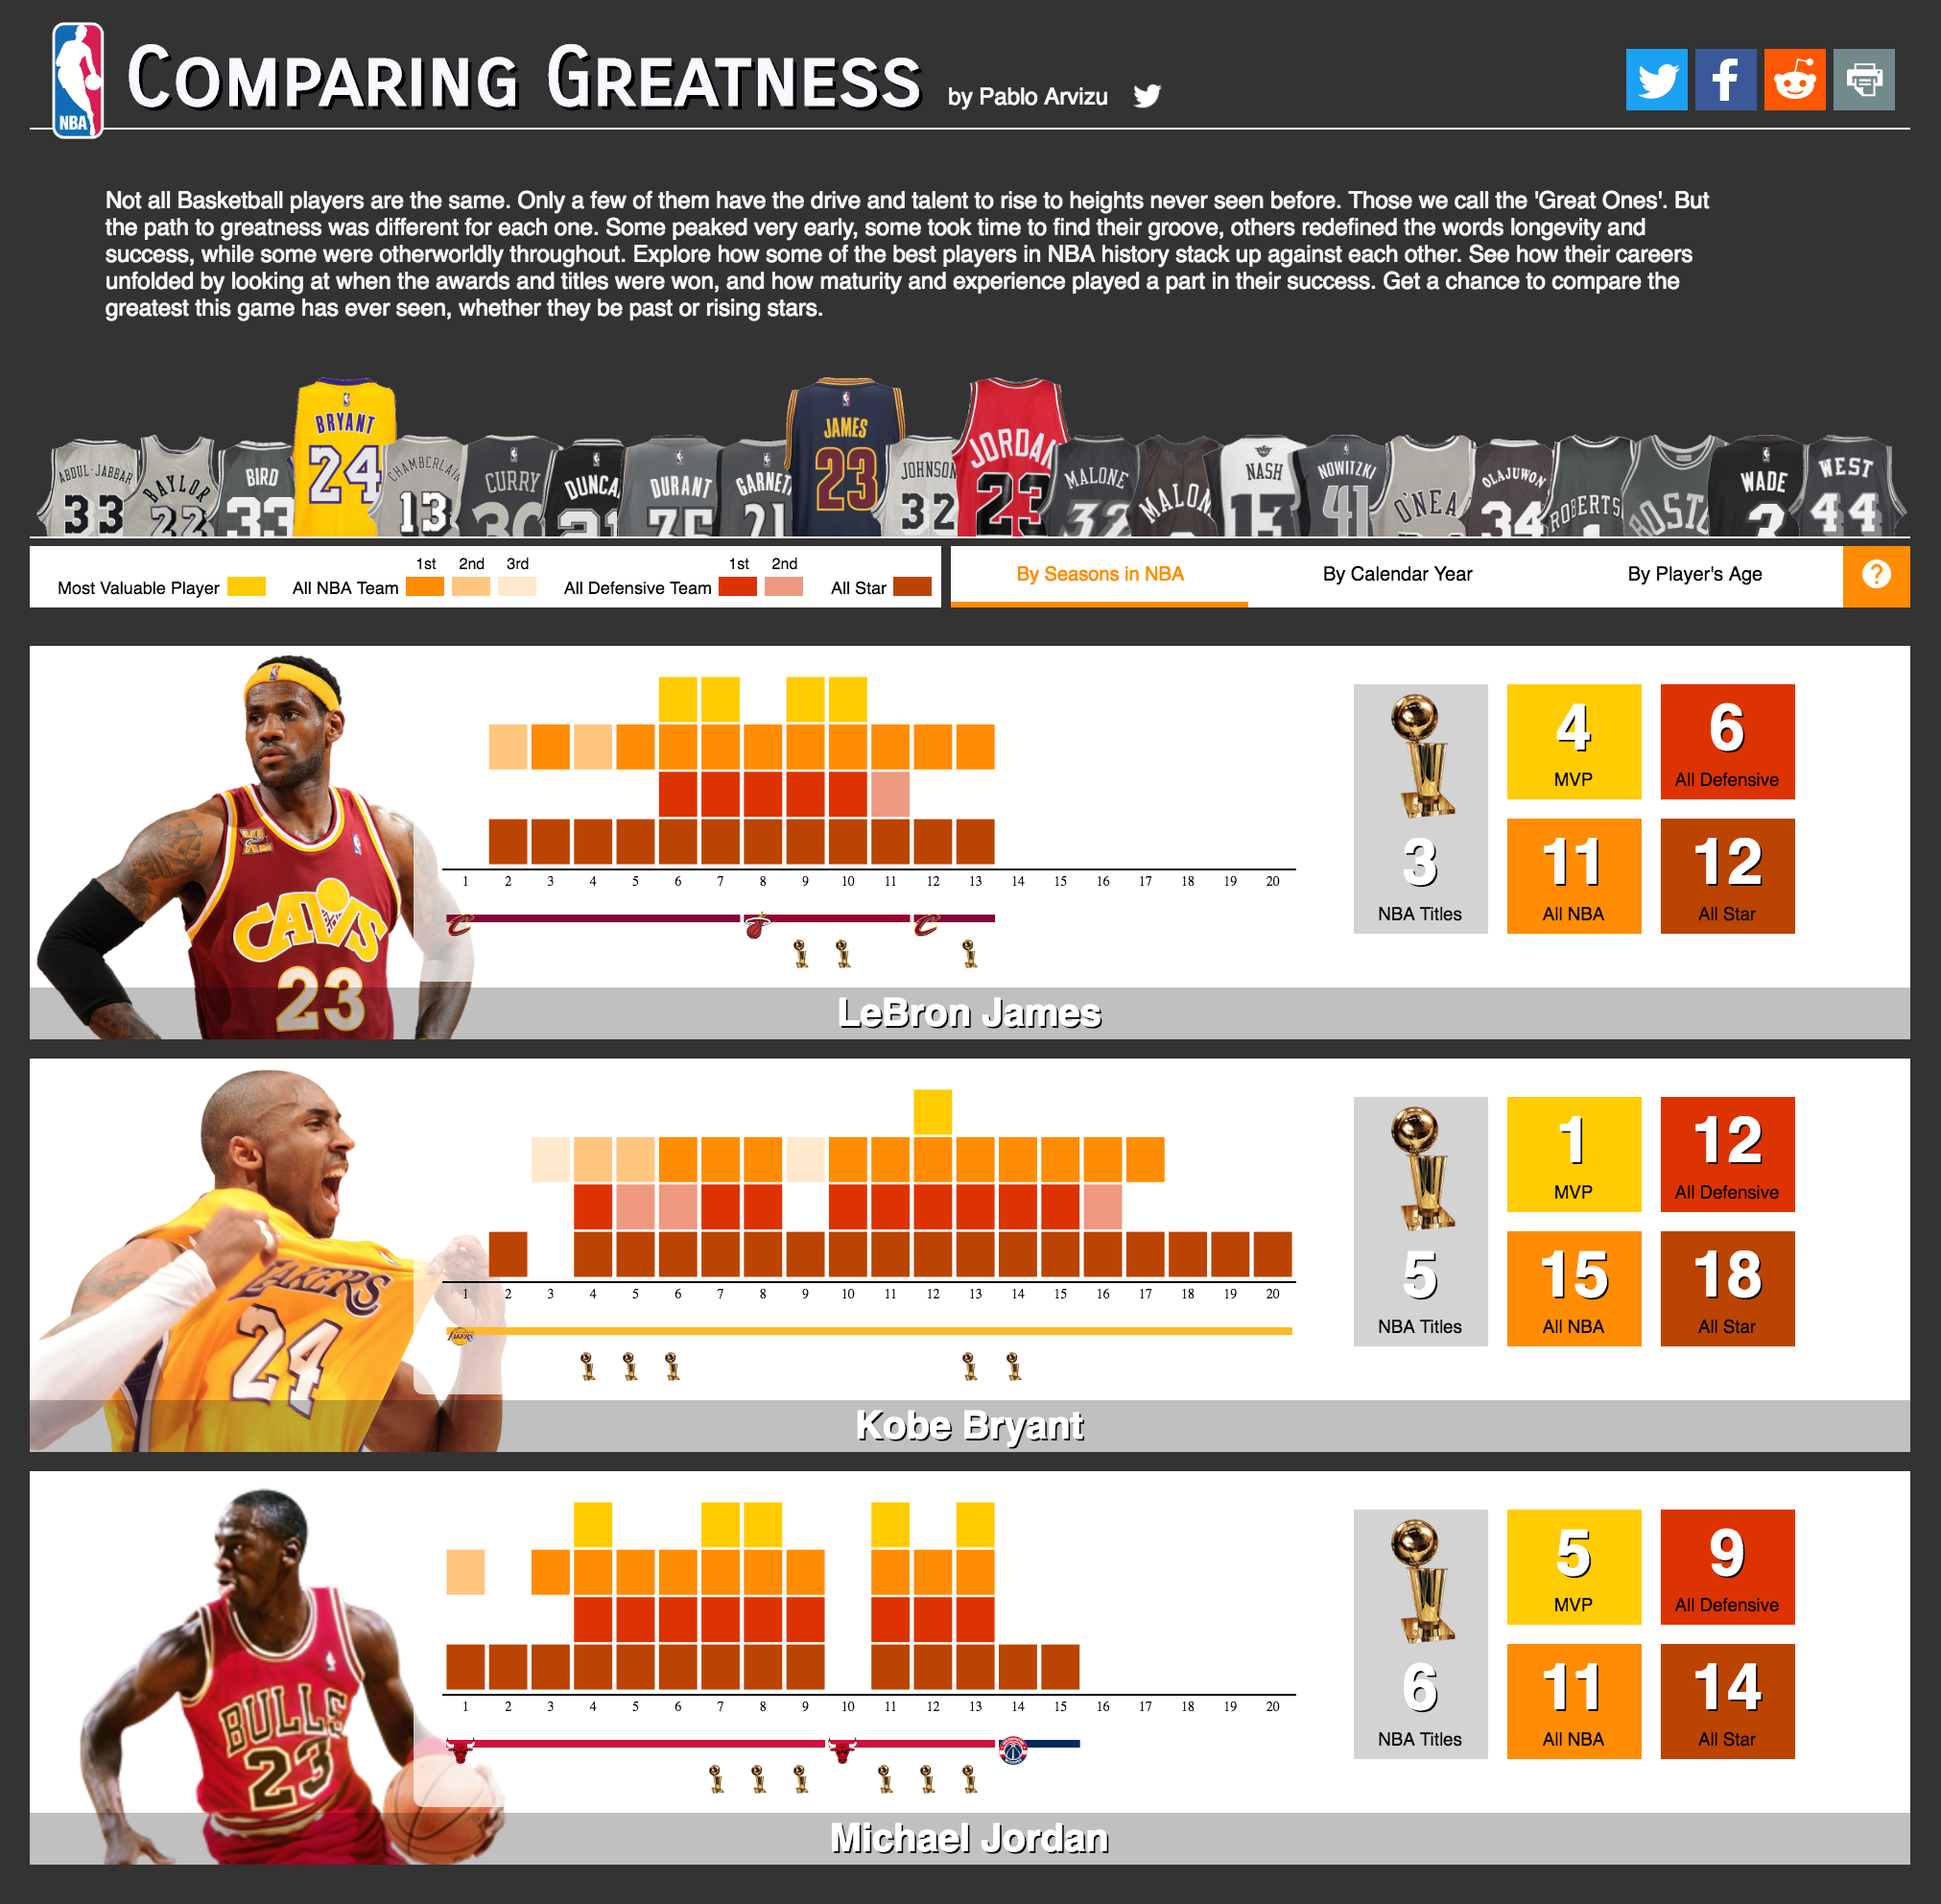 NBA
COMPARING GREATNESS by Pablo Arvizu
Not all Basketball players are the same. Only a few of them have the drive and talent to rise to heights never seen before. Those we call the 'Great Ones'. But
the path to greatness was different for each one. Some peaked very early, some took time to find their groove, others redefined the words longevity and
success, while some were otherworldly throughout. Explore how some of the best players in NBA history stack up against each other. See how their careers
unfolded by looking at when the awards and titles were won, and how maturity and experience played a part in their success. Get a chance to compare the
greatest this game has ever seen, whether they be past or rising stars.
ABDUL-JABBAR 33
BAYLOR 22
BIRD 33
BRYANT 24
CHAMBERLAIN 13
CURRY 30
DUNCA 21
DURANT 35
GARNET 21
JAMES 23
JOHNSON 32
JORDAN 23
MALONE 32
MALON
NASH 13
NOWITZKI 41
O'NEA
OLAJUWON 34
ROBERTS 1
BOSTO
WADE 3
WEST 44
1st 2nd 3rd 1st 2nd
Most Valuable Player All NBA Team All Defensive Team All Star
By Seasons in NBA By Calendar Year By Player's Age ?
CAVS
23
1 2 3 4 5 6 7 8 9 10 11 12 13 14 15 16 17 18 19 20
4 6
MVP All Defensive
3 11 12
NBA Titles All NBA All Star
LeBron James
LAKERS
24
1 2 3 4 5 6 7 8 9 10 11 12 13 14 15 16 17 18 19 20
LAKERS
1 12
MVP All Defensive
5 15 18
NBA Titles All NBA All Star
Kobe Bryant
BULLS
23
1 2 3 4 5 6 7 8 9 10 11 12 13 14 15 16 17 18 19 20
5 9
MVP All Defensive
6 11 14
NBA Titles All NBA All Star
Michael Jordan